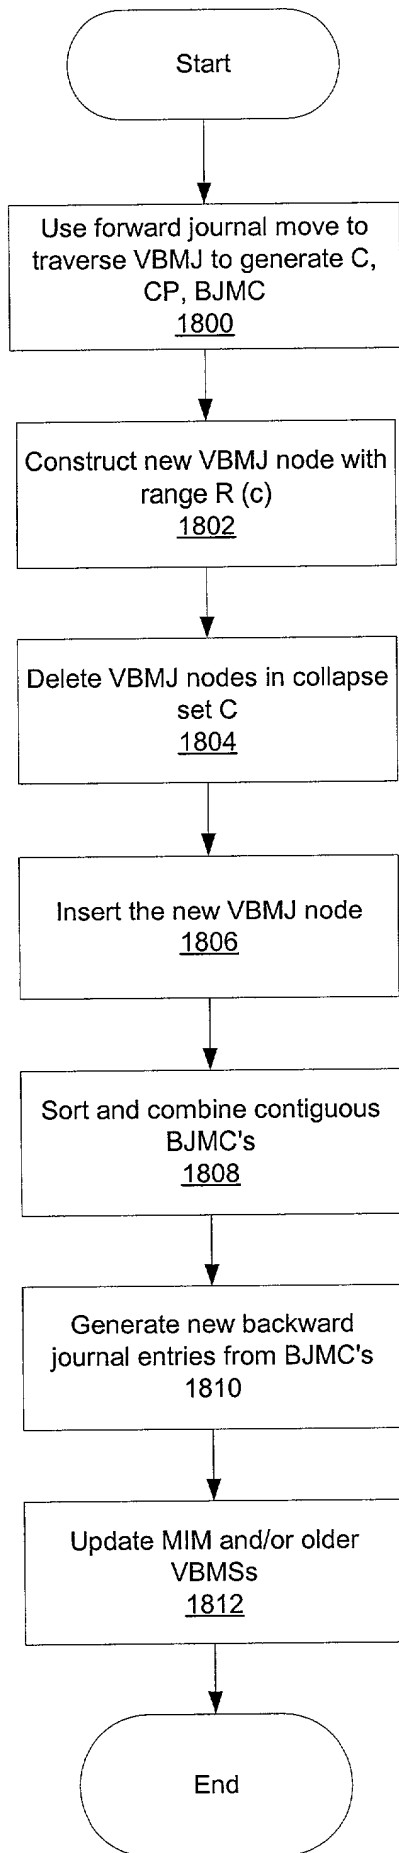 Start
Use forward journal move to
traverse VBMJ to generate C,
CP, BJMC
1800
Construct new VBMJ node with
range R (c)
1802
Delete VBMJ nodes in collapse
set C
1804
Insert the new VBMJ node
1806
Sort and combine contiguous
BJMC's
1808
Generate new backward
journal entries from BJMC's
1810
Update MIM and/or older
VBMSs
1812
End